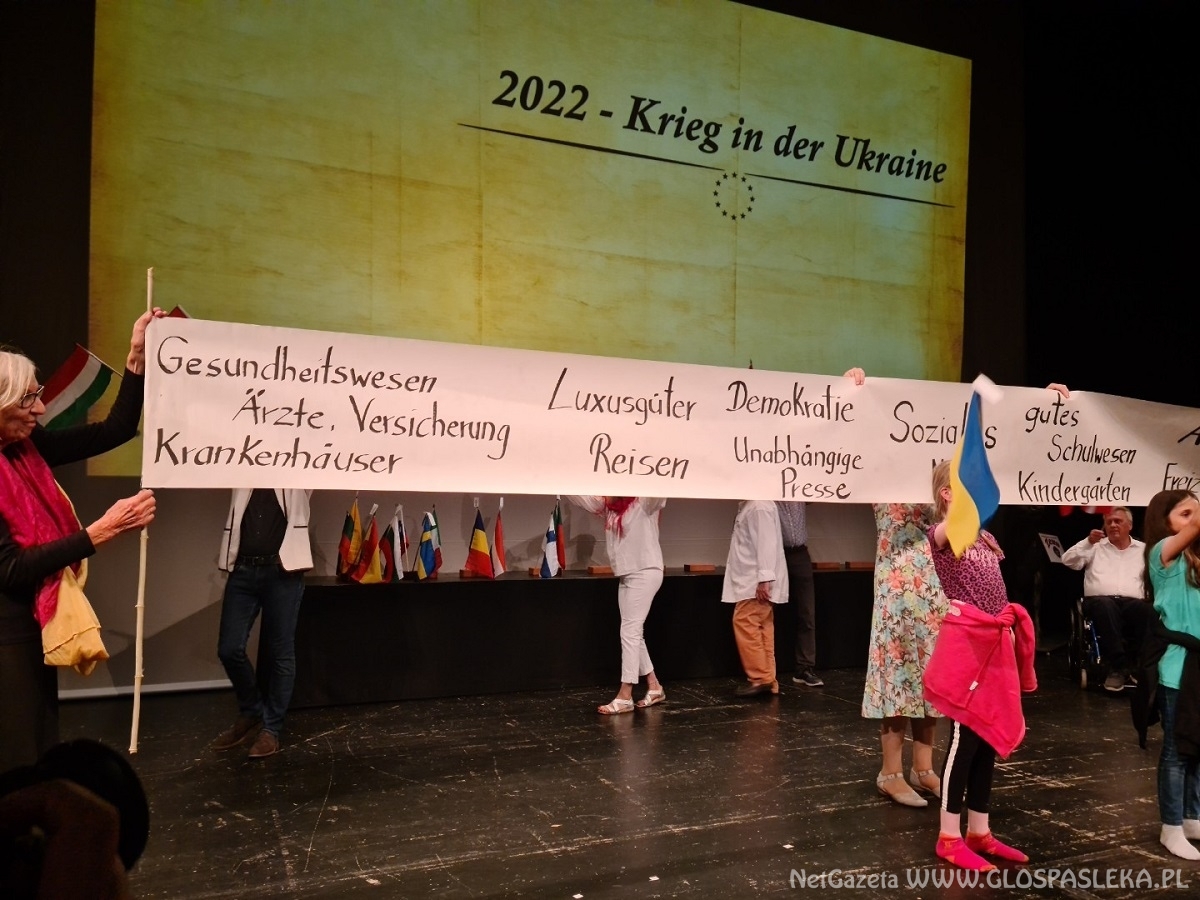 2022 - Krieg in der Ukraine
Gesundheitswesen
Ärzte, Versicherung
Krankenhäuser
Luxusgüter
Reisen
Demokratie
Unabhängige
Presse
gutes
Schulwesen
Kindergärten
NetGazeta WWW.GLOSPASLEKA.PL